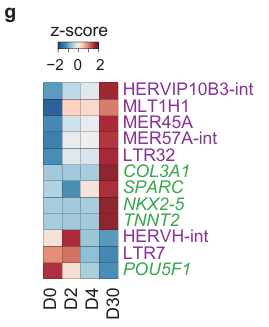 g
z-score
−2 0 2
HERVIP10B3-int
MLT1H1
MER45A
MER57A-int
LTR32
COL3A1
SPARC
NKX2-5
TNNT2
HERVH-int
LTR7
POU5F1
D0 D2 D4 D30